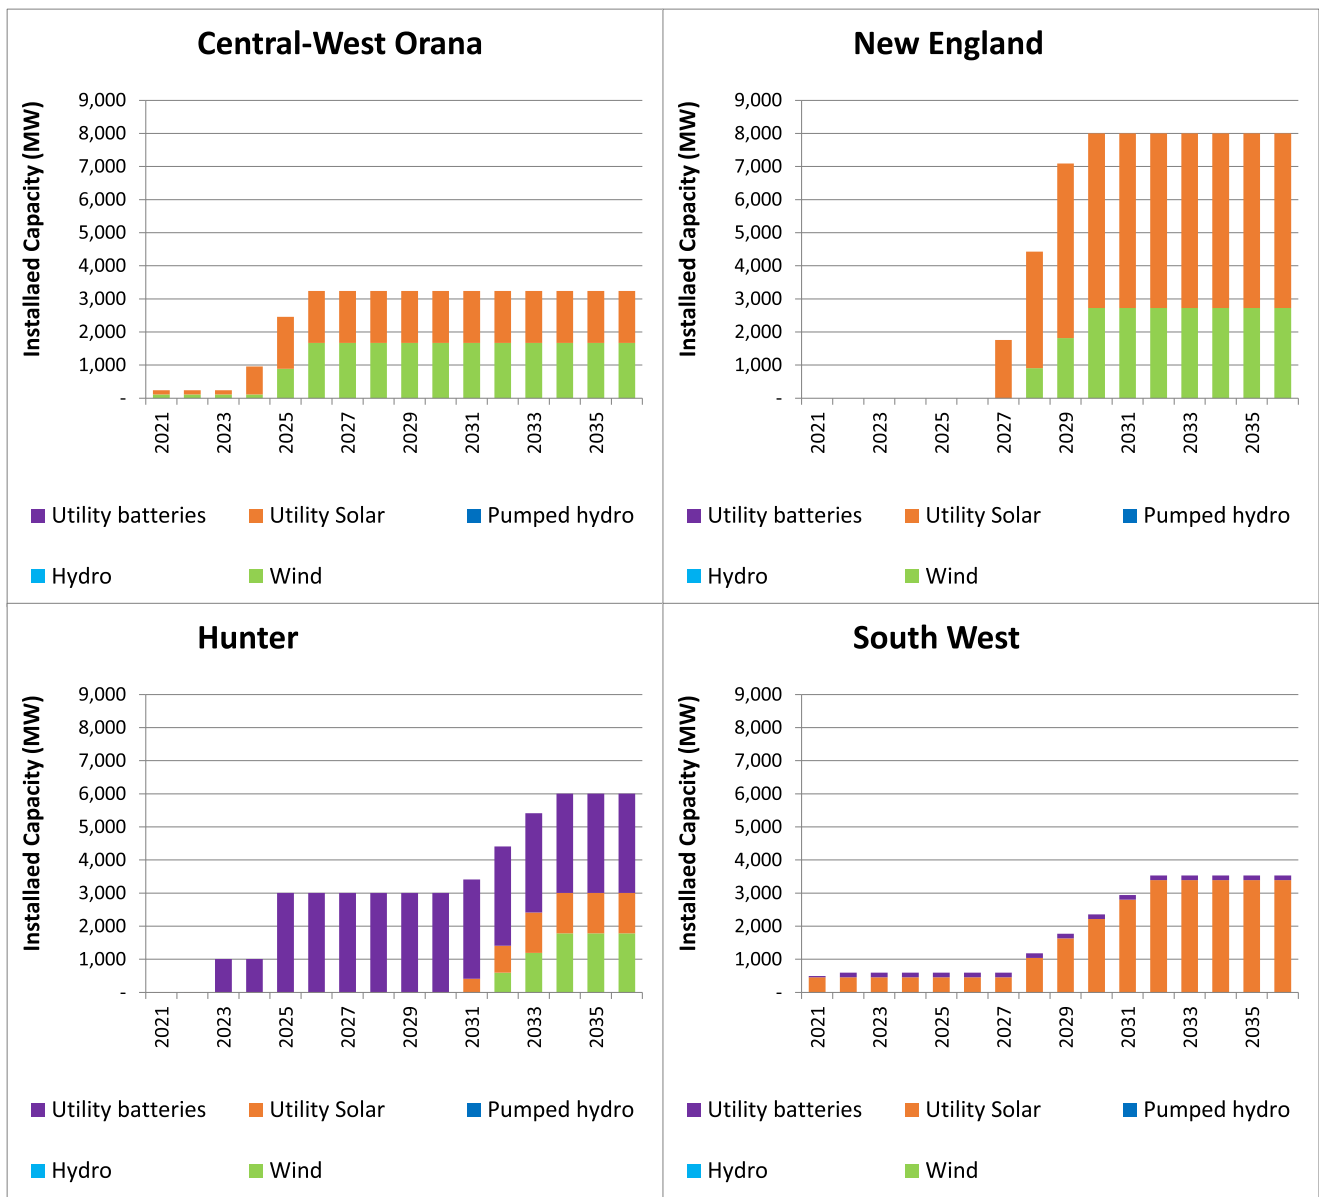 Central-West Orana
Installaed Capacity (MW)
9,000
8,000
7,000
6,000
5,000
4,000
3,000
2,000
1,000
-
2021 2023 2025 2027 2029 2031 2033 2035
Utility batteries Utility Solar Pumped hydro
Hydro Wind
New England
Installaed Capacity (MW)
9,000
8,000
7,000
6,000
5,000
4,000
3,000
2,000
1,000
-
2021 2023 2025 2027 2029 2031 2033 2035
Utility batteries Utility Solar Pumped hydro
Hydro Wind
Hunter
Installaed Capacity (MW)
9,000
8,000
7,000
6,000
5,000
4,000
3,000
2,000
1,000
-
2021 2023 2025 2027 2029 2031 2033 2035
Utility batteries Utility Solar Pumped hydro
Hydro Wind
South West
Installaed Capacity (MW)
9,000
8,000
7,000
6,000
5,000
4,000
3,000
2,000
1,000
-
2021 2023 2025 2027 2029 2031 2033 2035
Utility batteries Utility Solar Pumped hydro
Hydro Wind